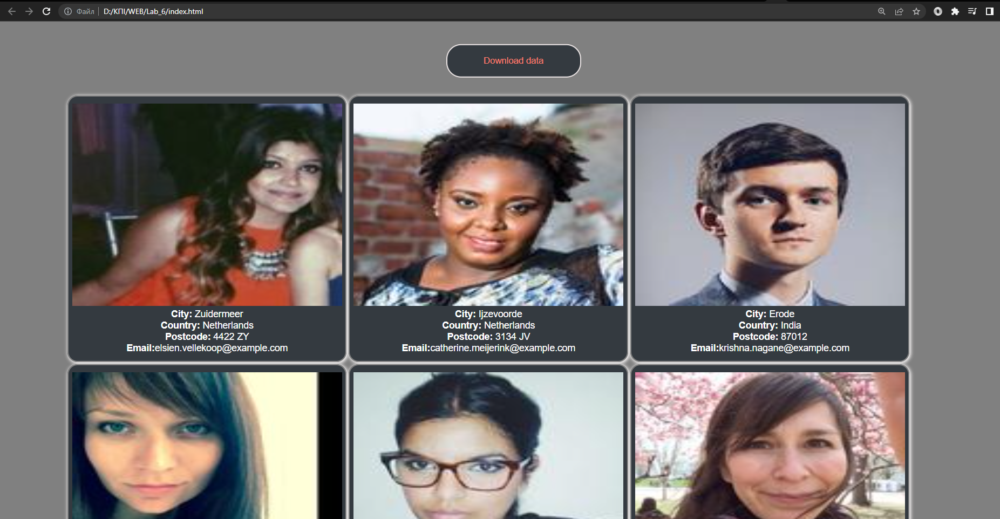 Файл D:/КПІ/WEB/Lab_6/index.html
Download data
City: Zuidermeer
Country: Netherlands
Postcode: 4422 ZY
Email:elsien.vellekoop@example.com
City: Ijzevoorde
Country: Netherlands
Postcode: 3134 JV
Email:catherine.meijerink@example.com
City: Erode
Country: India
Postcode: 87012
Email:krishna.nagane@example.com